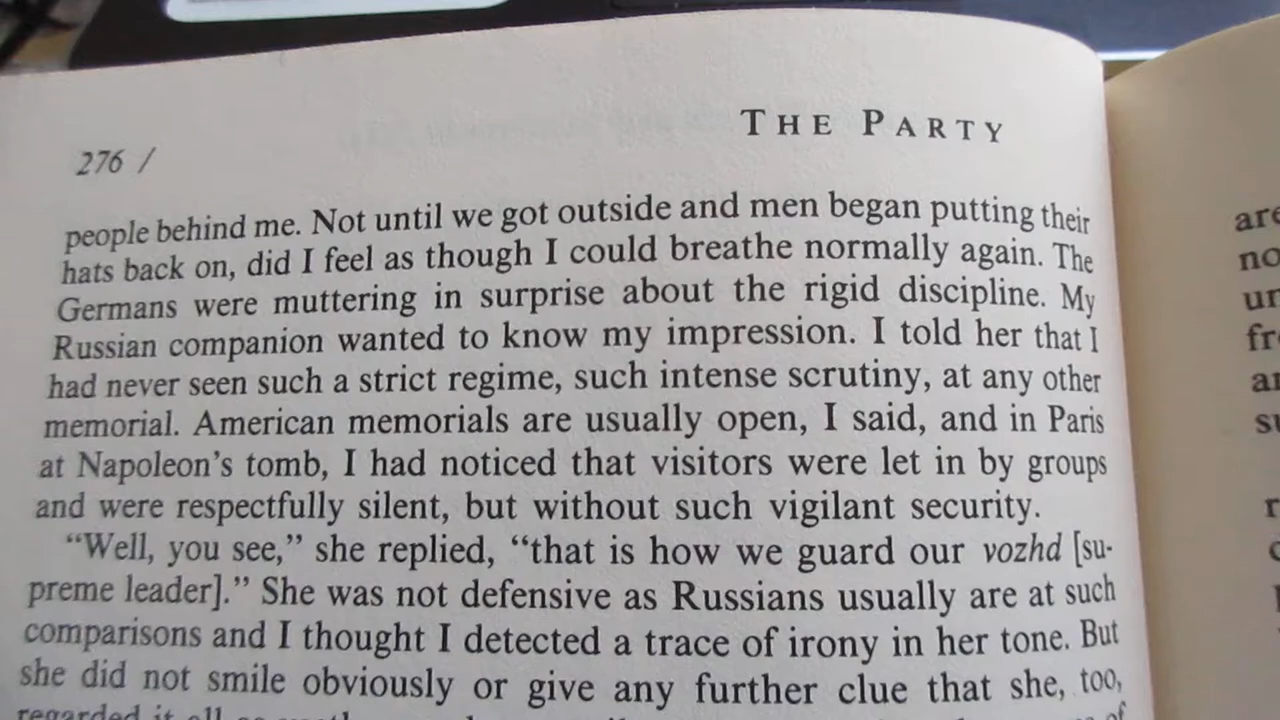 THE PARTY
276 /
people behind me. Not until we got outside and men began putting their
hats back on, did I feel as though I could breathe normally again. The
Germans were muttering in surprise about the rigid discipline. My
Russian companion wanted to know my impression. I told her that I
had never seen such a strict regime, such intense scrutiny, at any other
memorial. American memorials are usually open, I said, and in Paris
at Napoleon's tomb, I had noticed that visitors were let in by groups
and were respectfully silent, but without such vigilant security.
“Well, you see,” she replied, “that is how we guard our vozhd [su-
preme leader].” She was not defensive as Russians usually are at such
comparisons and I thought I detected a trace of irony in her tone. But
she did not smile obviously or give any further clue that she, too,
regarded it all